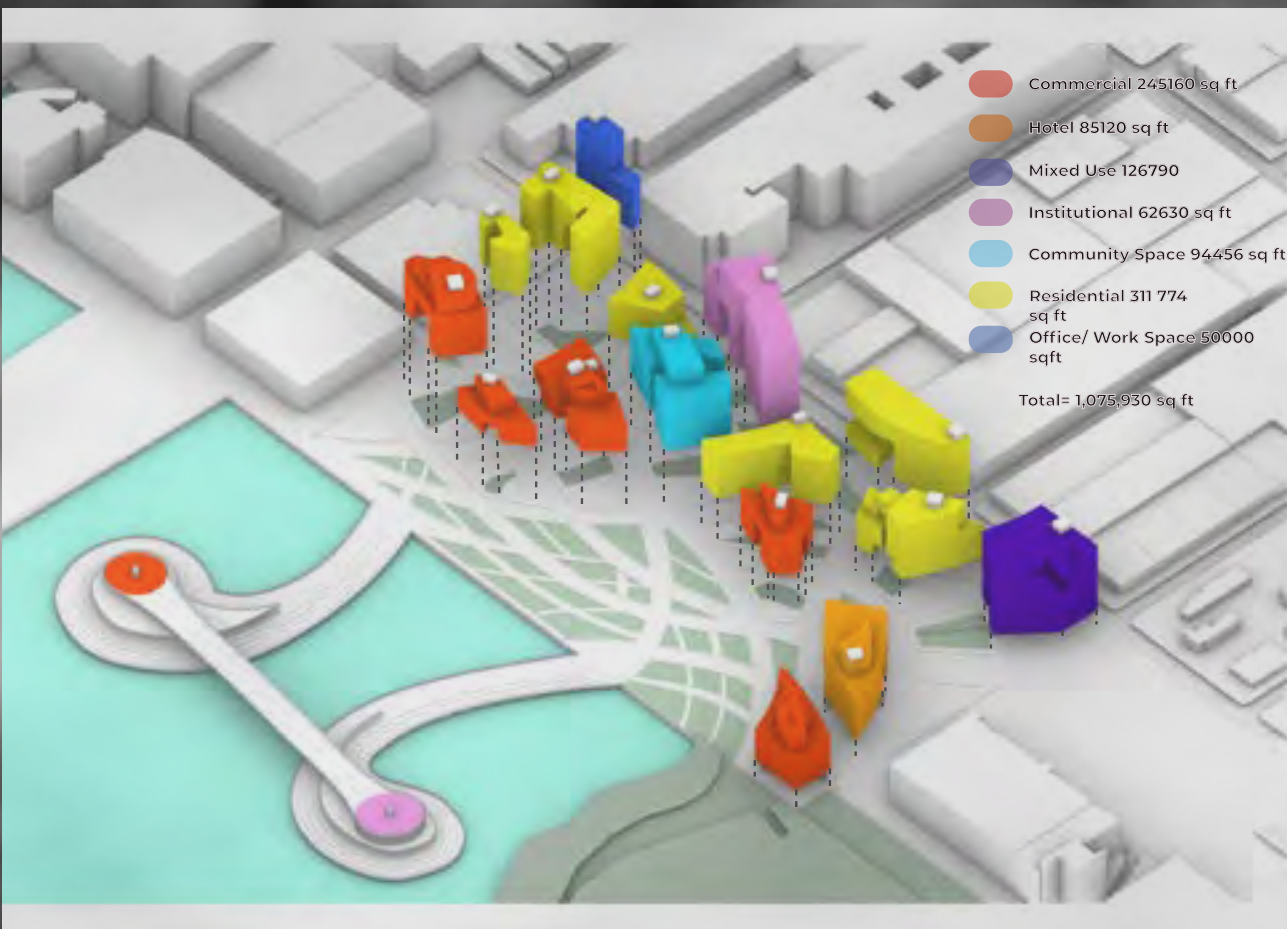 Commercial 245160 sq ft
Hotel 85120 sq ft
Mixed Use 126790
Institutional 62630 sq ft
Community Space 94456 sq ft
Residential 311 774
sq ft
Office/ Work Space 50000
sqft
Total= 1,075,930 sq ft